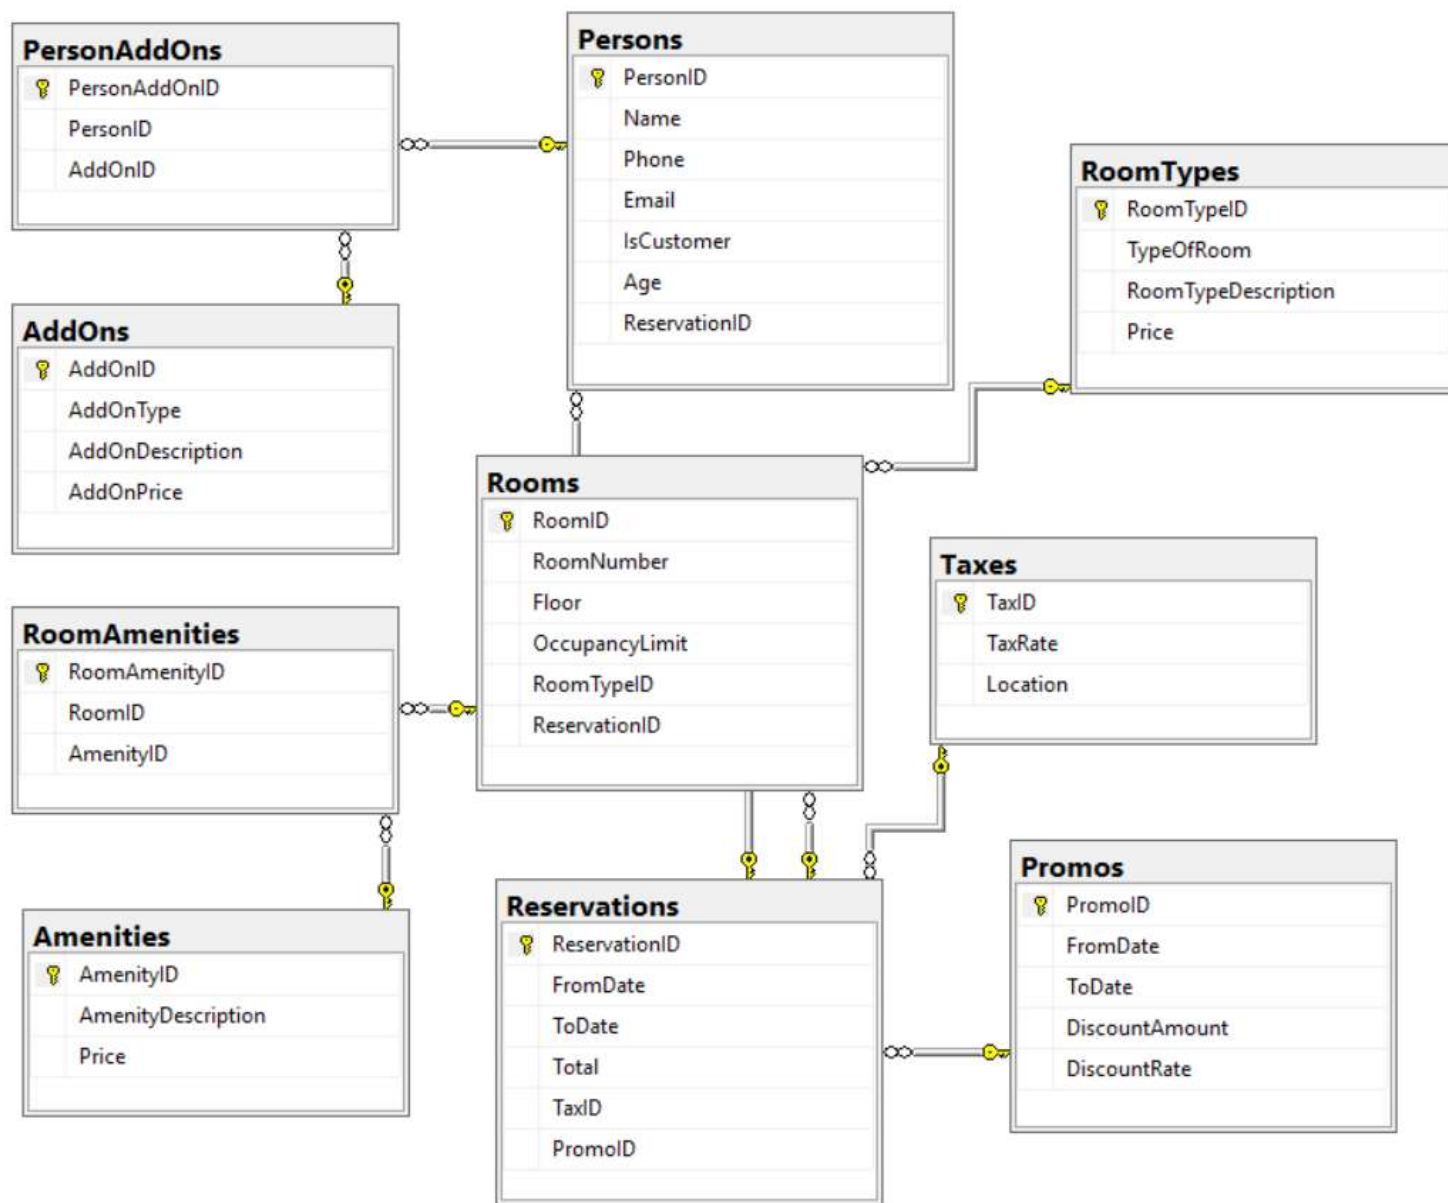 PersonAddOns
PersonAddOnID
PersonID
AddOnID
Persons
PersonID
Name
Phone
Email
IsCustomer
Age
ReservationID
RoomTypes
RoomTypeID
TypeOfRoom
RoomTypeDescription
Price
AddOns
AddOnID
AddOnType
AddOnDescription
AddOnPrice
Rooms
RoomID
RoomNumber
Floor
OccupancyLimit
RoomTypeID
ReservationID
Taxes
TaxID
TaxRate
Location
RoomAmenities
RoomAmenityID
RoomID
AmenityID
Amenities
AmenityID
AmenityDescription
Price
Reservations
ReservationID
FromDate
ToDate
Total
TaxID
PromoID
Promos
PromoID
FromDate
ToDate
DiscountAmount
DiscountRate